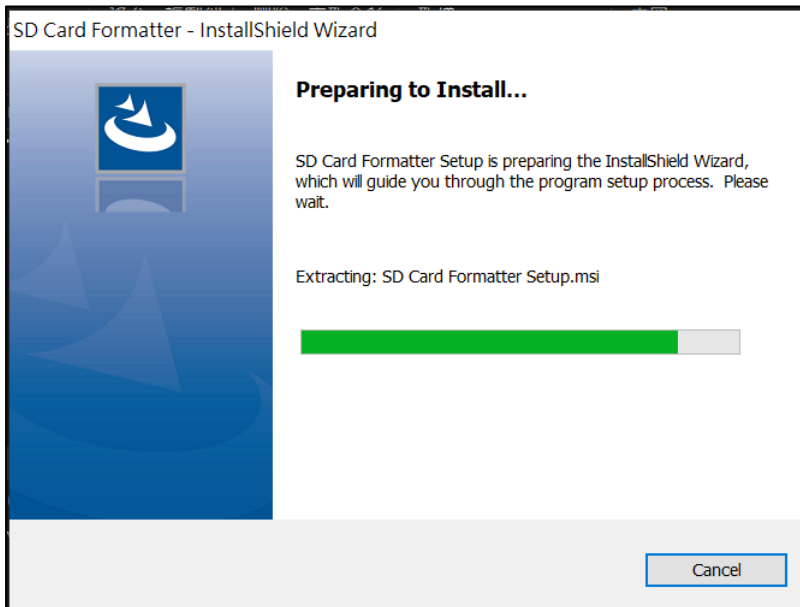 SD Card Formatter - InstallShield Wizard
Preparing to Install...
SD Card Formatter Setup is preparing the InstallShield Wizard,
which will guide you through the program setup process.  Please
wait.
Extracting: SD Card Formatter Setup.msi
Cancel